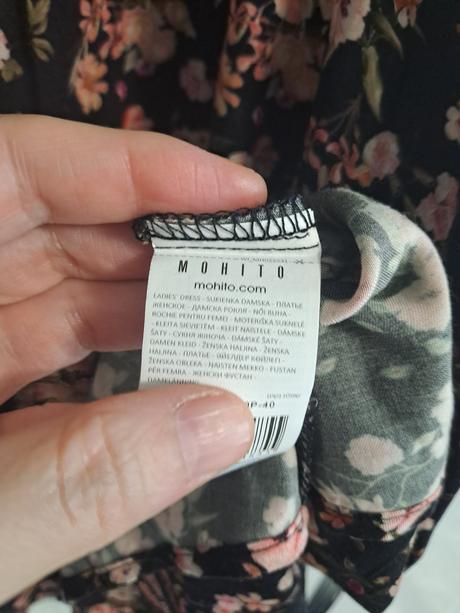 MOHITO
mohito.com
LADIES' DRESS - SUKIENKA DAMSKA - ПЛАТЬЕ
ЖЕНСКОЕ - ДАМСКА РОКЛЯ - NŐI RUHA -
ROCHIE PENTRU FEMEI - MOTERIŠKA SUKNELĖ
- KLEITA SIEVIETĒM - KLEIT NAISTELE - DÁMSKE
ŠATY - СУКНЯ ЖІНОЧА - DÁMSKÉ ŠATY -
DAMEN KLEID - ŽENSKA HALJINA - ŽENSKA
HALJINA - ПЛАТЬЕ - ӘЙЕЛДЕР КӨЙЛЕГІ -
ŽENSKA OBLEKA - NAISTEN MEKKO - FUSTAN
PËR FEMRA - ЖЕНСКИ ФУСТАН -
-40